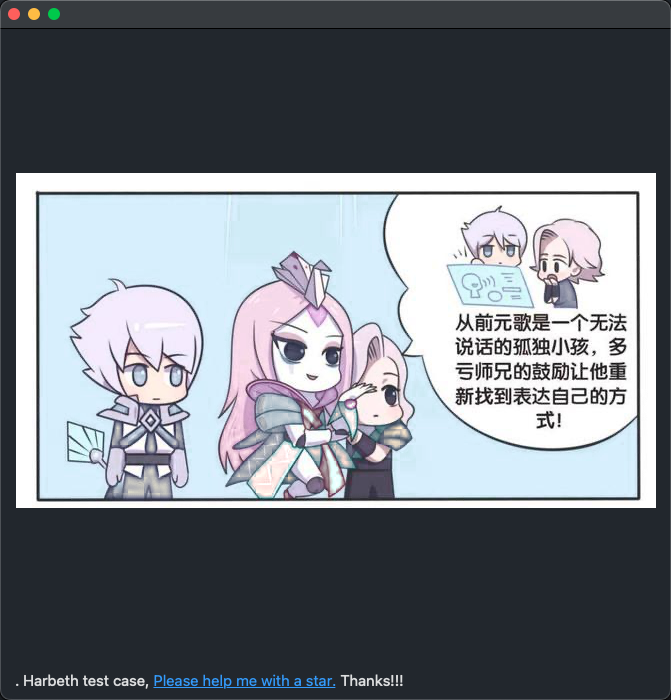 从前元歌是一个无法
说话的孤独小孩，多
亏师兄的鼓励让他重
新找到表达自己的方
式！
. Harbeth test case, Please help me with a star. Thanks!!!